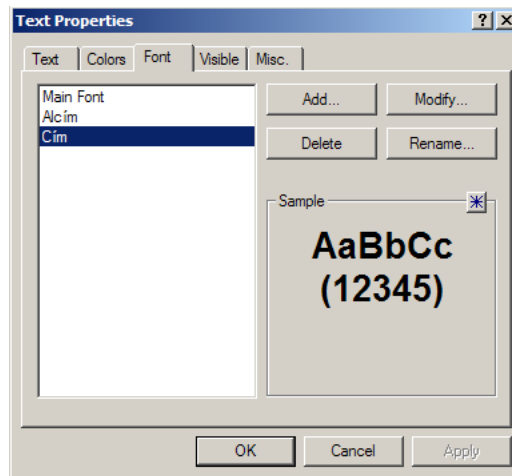 Text Properties
Text Colors Font Visible Misc.
Main Font
Alcím
Cím
Add... Modify...
Delete Rename...
Sample
AaBbCc
(12345)
OK Cancel Apply